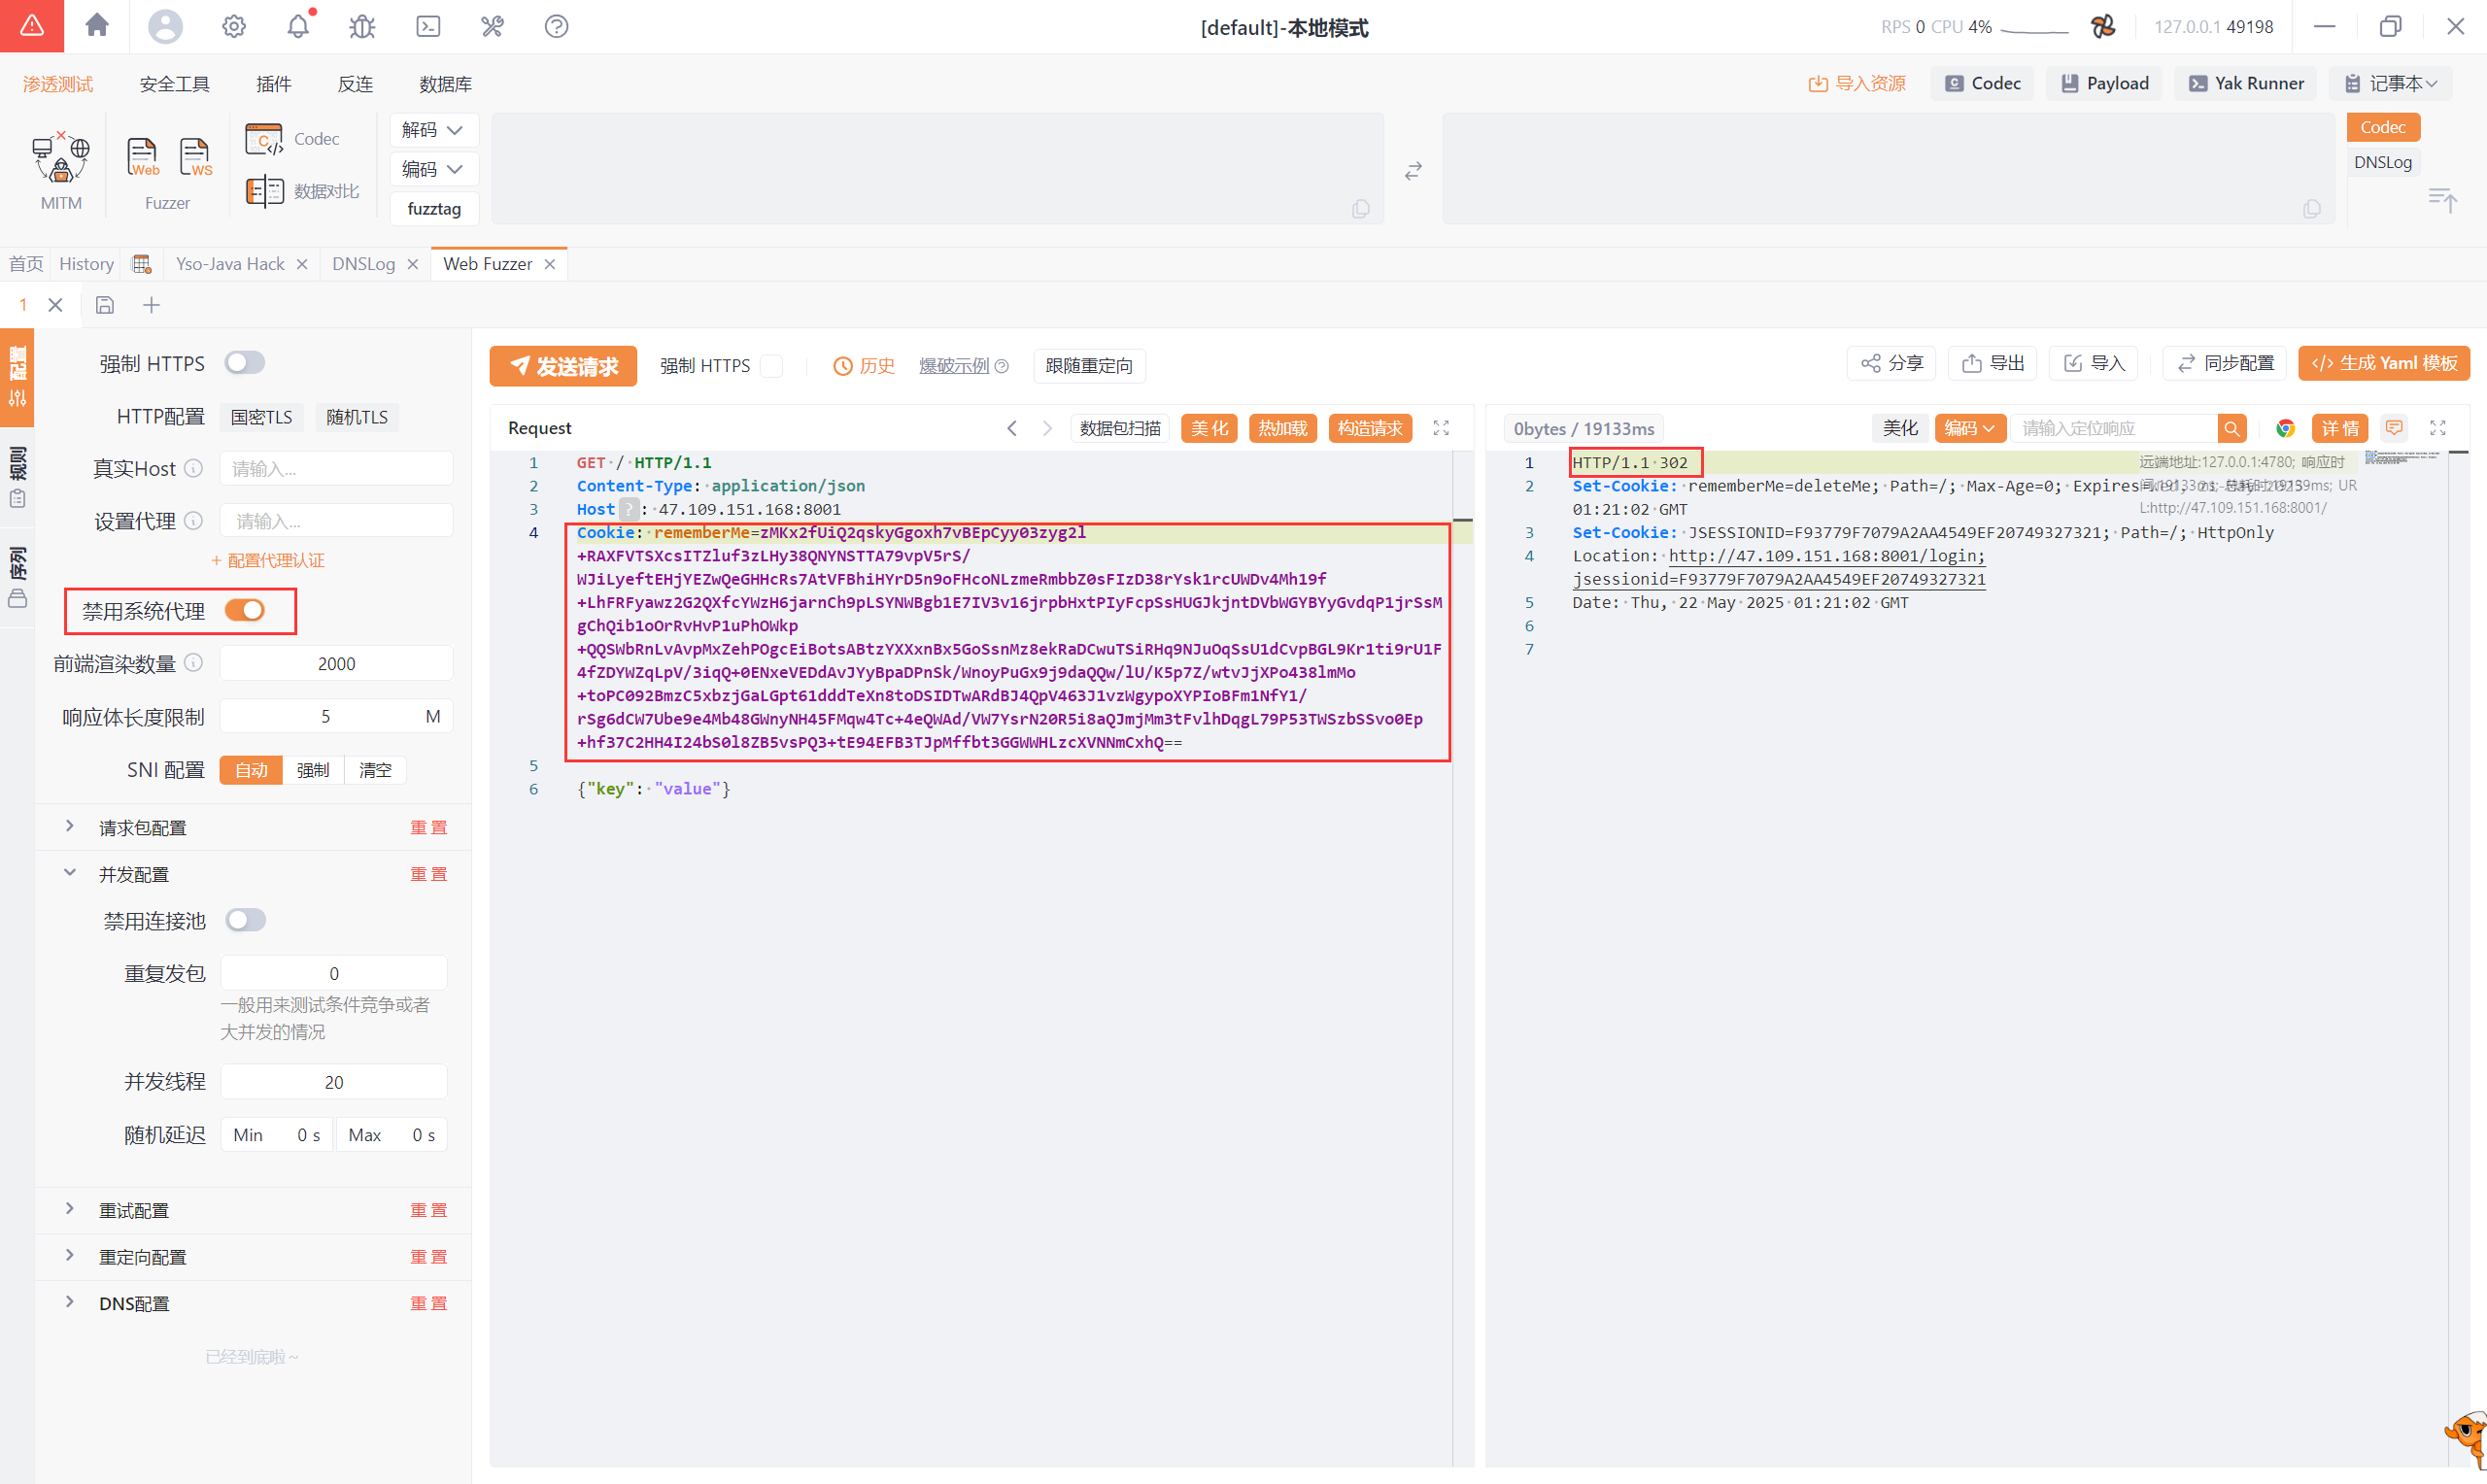 [default]-本地模式
RPS 0 CPU 4%
127.0.0.1 49198
渗透测试 安全工具 插件 反连 数据库
导入资源 Codec Payload Yak Runner 记事本
MITM
Web WS
Fuzzer
Codec
数据对比
解码
编码
fuzztag
Codec
DNSLog
首页 History Yso-Java Hack DNSLog Web Fuzzer
1
配置
规则
序列
强制 HTTPS
HTTP配置 国密TLS 随机TLS
真实Host 请输入...
设置代理 请输入...
+ 配置代理认证
禁用系统代理
前端渲染数量 2000
响应体长度限制 5 M
SNI 配置 自动 强制 清空
请求包配置 重置
并发配置 重置
禁用连接池
重复发包 0
一般用来测试条件竞争或者
大并发的情况
并发线程 20
随机延迟 Min 0 s Max 0 s
重试配置 重置
重定向配置 重置
DNS配置 重置
已经到底啦~
发送请求 强制 HTTPS 历史 爆破示例 跟随重定向
分享 导出 导入 同步配置 生成 Yaml 模板
Request 数据包扫描 美化 热加载 构造请求
1 GET / HTTP/1.1
2 Content-Type: application/json
3 Host ? : 47.109.151.168:8001
4 Cookie: rememberMe=zMKx2fUiQ2qskyGgoxh7vBEpCyy03zyg2l
+RAXFVTSXcsITZluf3zLHy38QNYNSTTA79vpV5rS/
WJiLyeftEHjYEZwQeGHHcRs7AtVFBhiHYrD5n9oFHcoNLzmeRmbbZ0sFIzD38rYsk1rcUWDv4Mh19f
+LhFRFyawz2G2QXfcYWzH6jarnCh9pLSYNWBgb1E7IV3v16jrpbHxtPIyFcpSsHUGJkjntDVbWGYBYyGvdqP1jrSsM
gChQib1oOrRvHvP1uPhOWkp
+QQSWbRnLvAvpMxZehPOgcEiBotsABtzYXXxnBx5GoSsnMz8ekRaDCwuTSiRHq9NJuOqSsU1dCvpBGL9Kr1ti9rU1F
4fZDYWZqLpV/3iqQ+0ENxeVEDdAvJYyBpaDPnSk/WnoyPuGx9j9daQQw/lU/K5p7Z/wtvJjXPo438lmMo
+toPC092BmzC5xbzjGaLGpt61dddTeXn8toDSIDTwARdBJ4QpV463J1vzWgypoXYPIoBFm1NfY1/
rSg6dCW7Ube9e4Mb48GWnyNH45FMqw4Tc+4eQWAd/VW7YsrN20R5i8aQJmjMm3tFvlhDqgL79P53TWSzbSSvo0Ep
+hf37C2HH4I24bS0l8ZB5vsPQ3+tE94EFB3TJpMffbt3GGWWHLzcXVNNmCxhQ==
5
6 {"key": "value"}
0bytes / 19133ms 美化 编码 请输入定位响应 详情
1 HTTP/1.1 302
2 Set-Cookie: rememberMe=deleteMe; Path=/; Max-Age=0; Expires=Wed, 21-May-2025
01:21:02 GMT
3 Set-Cookie: JSESSIONID=F93779F7079A2AA4549EF20749327321; Path=/; HttpOnly
4 Location: http://47.109.151.168:8001/login;
jsessionid=F93779F7079A2AA4549EF20749327321
5 Date: Thu, 22 May 2025 01:21:02 GMT
6
7
远端地址:127.0.0.1:4780; 响应时
间:19133ms; 总耗时:19139ms; UR
L:http://47.109.151.168:8001/